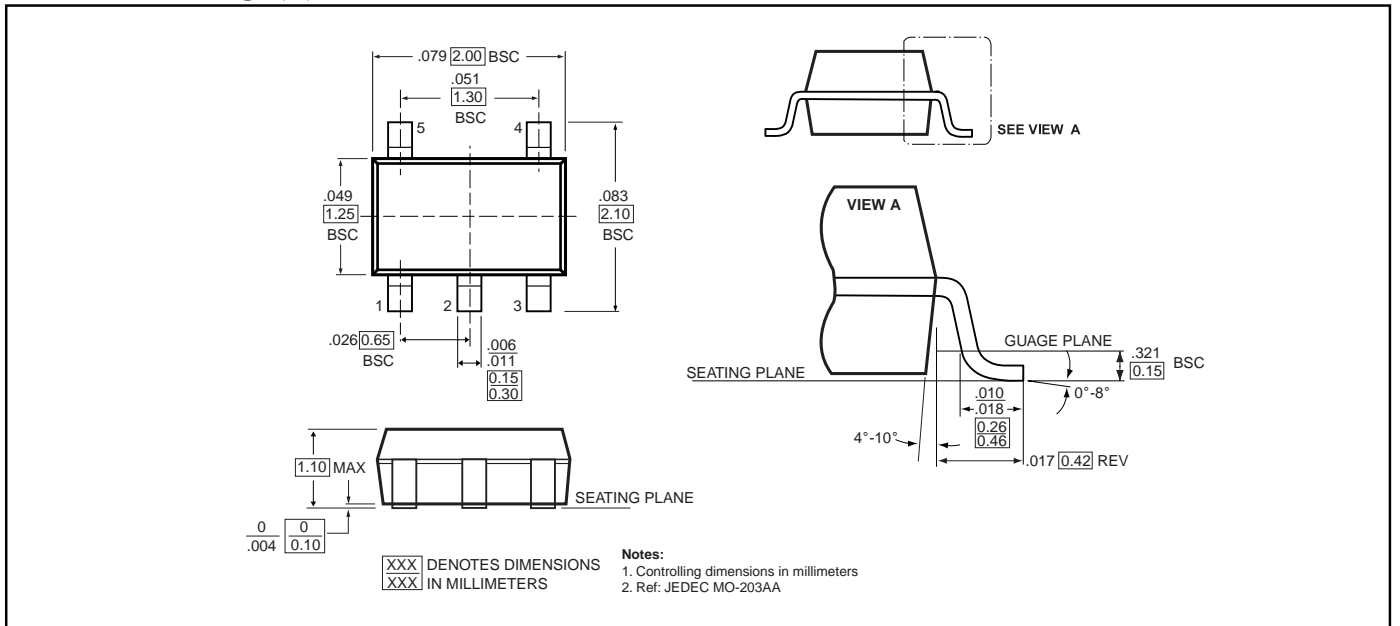 .079 2.00 BSC
.051
1.30
BSC
5
4
.049
1.25
BSC
.083
2.10
BSC
1
2
3
.026 0.65
BSC
.006
.011
0.15
0.30
SEE VIEW A
VIEW A
GUAGE PLANE
SEATING PLANE
.321
0.15
BSC
0°-8°
.010
.018
0.26
0.46
4°-10°
.017 0.42 REV
1.10 MAX
SEATING PLANE
0
.004
0
0.10
XXX DENOTES DIMENSIONS
XXX IN MILLIMETERS
Notes:
1. Controlling dimensions in millimeters
2. Ref: JEDEC MO-203AA